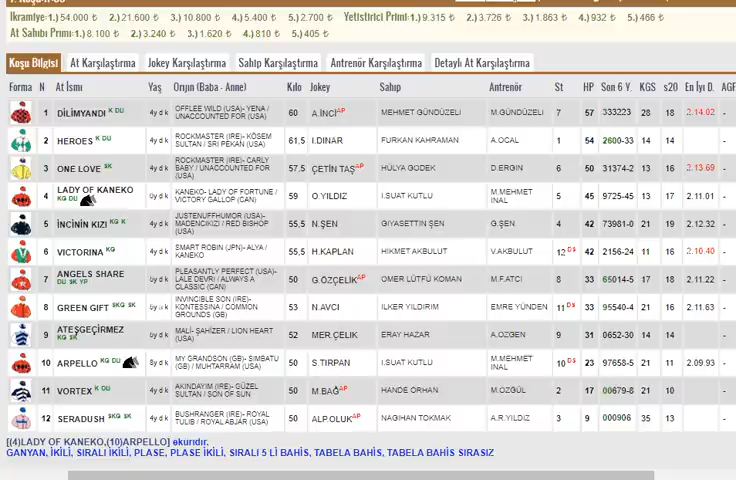 İkramiye: 1.) 54.000 ₺ 2.) 21.600 ₺ 3.) 10.800 ₺ 4.) 5.400 ₺ 5.) 2.700 ₺ Yetiştirici Primi: 1.) 9.315 ₺ 2.) 3.726 ₺ 3.) 1.863 ₺ 4.) 932 ₺ 5.) 466 ₺
At Sahibi Primi: 1.) 8.100 ₺ 2.) 3.240 ₺ 3.) 1.620 ₺ 4.) 810 ₺ 5.) 405 ₺
Koşu Bilgisi At Karşılaştırma Jokey Karşılaştırma Sahip Karşılaştırma Antrenör Karşılaştırma Detaylı At Karşılaştırma
Forma N At İsmi Yaş Orijin (Baba - Anne) Kilo Jokey Sahip Antrenör St HP Son 6 Y. KGS s20 En İyi D. AGF
1 DİLİMYANDI K DU 4y d k OFFLEE WILD (USA)- YENA / UNACCOUNTED FOR (USA) 60 A.İNCİ AP MEHMET GÜNDÜZELİ M.GÜNDÜZELİ 7 57 333223 28 18 2.14.02 -
2 HEROES K DU 4y d k ROCKMASTER (IRE)- KÖSEM SULTAN / SRI PEKAN (USA) 61,5 İ.DINAR FURKAN KAHRAMAN A.OCAL 1 54 2600-33 14 14 -
3 ONE LOVE SK 4y d k ROCKMASTER (IRE)- CARLY BABY / UNACCOUNTED FOR (USA) 57,5 ÇETİN TAŞ AP HÜLYA GÖDEK D.ERGIN 6 50 31374-2 13 16 2.13.69 -
4 LADY OF KANEKO KG DU KANEKO- LADY OF FORTUNE / VICTORY GALLOP (CAN) 59 O.YILDIZ I.SUAT KUTLU M.MEHMET INAL 5 45 9725-45 13 17 2.11.01 -
5 İNCİNİN KIZI KG K JUSTENUFFHUMOR (USA)- MADENCIKIZI / RED BISHOP (USA) 55,5 N.ŞEN GIYASETTİN ŞEN G.ŞEN 4 42 73981-0 21 19 2.12.32 -
6 VICTORINA KG 4y d k SMART ROBIN (JPN)- ALYA / KANEKO 55,5 H.KAPLAN HIKMET AKBULUT V.AKBULUT 12 DS 42 2156-24 11 16 2.10.40 -
7 ANGELS SHARE DU SK YP PLEASANTLY PERFECT (USA)- LALE DEVRI / ALWAYS A CLASSIC (CAN) 50 G.ÖZÇELİK AP OMER LÜTFÜ KOMAN M.F.ATCI 8 33 65014-5 17 18 2.11.22 -
8 GREEN GIFT SKG SK INVINCIBLE SON (IRE)- KONTESSINA / COMMON GROUNDS (GB) 53 N.AVCI ILKER YILDIRIM EMRE YÜNDEN 11 DS 33 95540-4 21 16 2.11.63 -
9 ATEŞGEÇİRMEZ KG SK MALİ- ŞAHİZER / LION HEART (USA) 52 MER.ÇELIK ERAY HAZAR A.OZGEN 9 31 0652-30 14 14 -
10 ARPELLO KG DU 8y d k MY GRANDSON (GB)- SIMBATU (GB) / MUHTARRAM (USA) 50 S.TIRPAN I.SUAT KUTLU M.MEHMET INAL 10 DS 23 97658-5 21 11 2.09.93 -
11 VORTEX K DU AKINDAYIM (IRE)- GÜZEL SULTAN / SON OF SUN 50 M.BAĞ AP HANDE ORHAN M.ÖZGÜL 2 17 00679-8 21 10 -
12 SERADUSH SKG SK 4y d k BUSHRANGER (IRE)- ROYAL TULIB / ROYAL ABJAR (USA) 50 ALP.OLUK AP NAGIHAN TOKMAK A.R.YILDIZ 3 9 000906 35 13 -
[(4)LADY OF KANEKO,(10)ARPELLO] ekuridır.
GANYAN, İKİLİ, SIRALI İKİLİ, PLASE, PLASE İKİLİ, SIRALI 5 Lİ BAHİS, TABELA BAHİS, TABELA BAHİS SIRASIZ